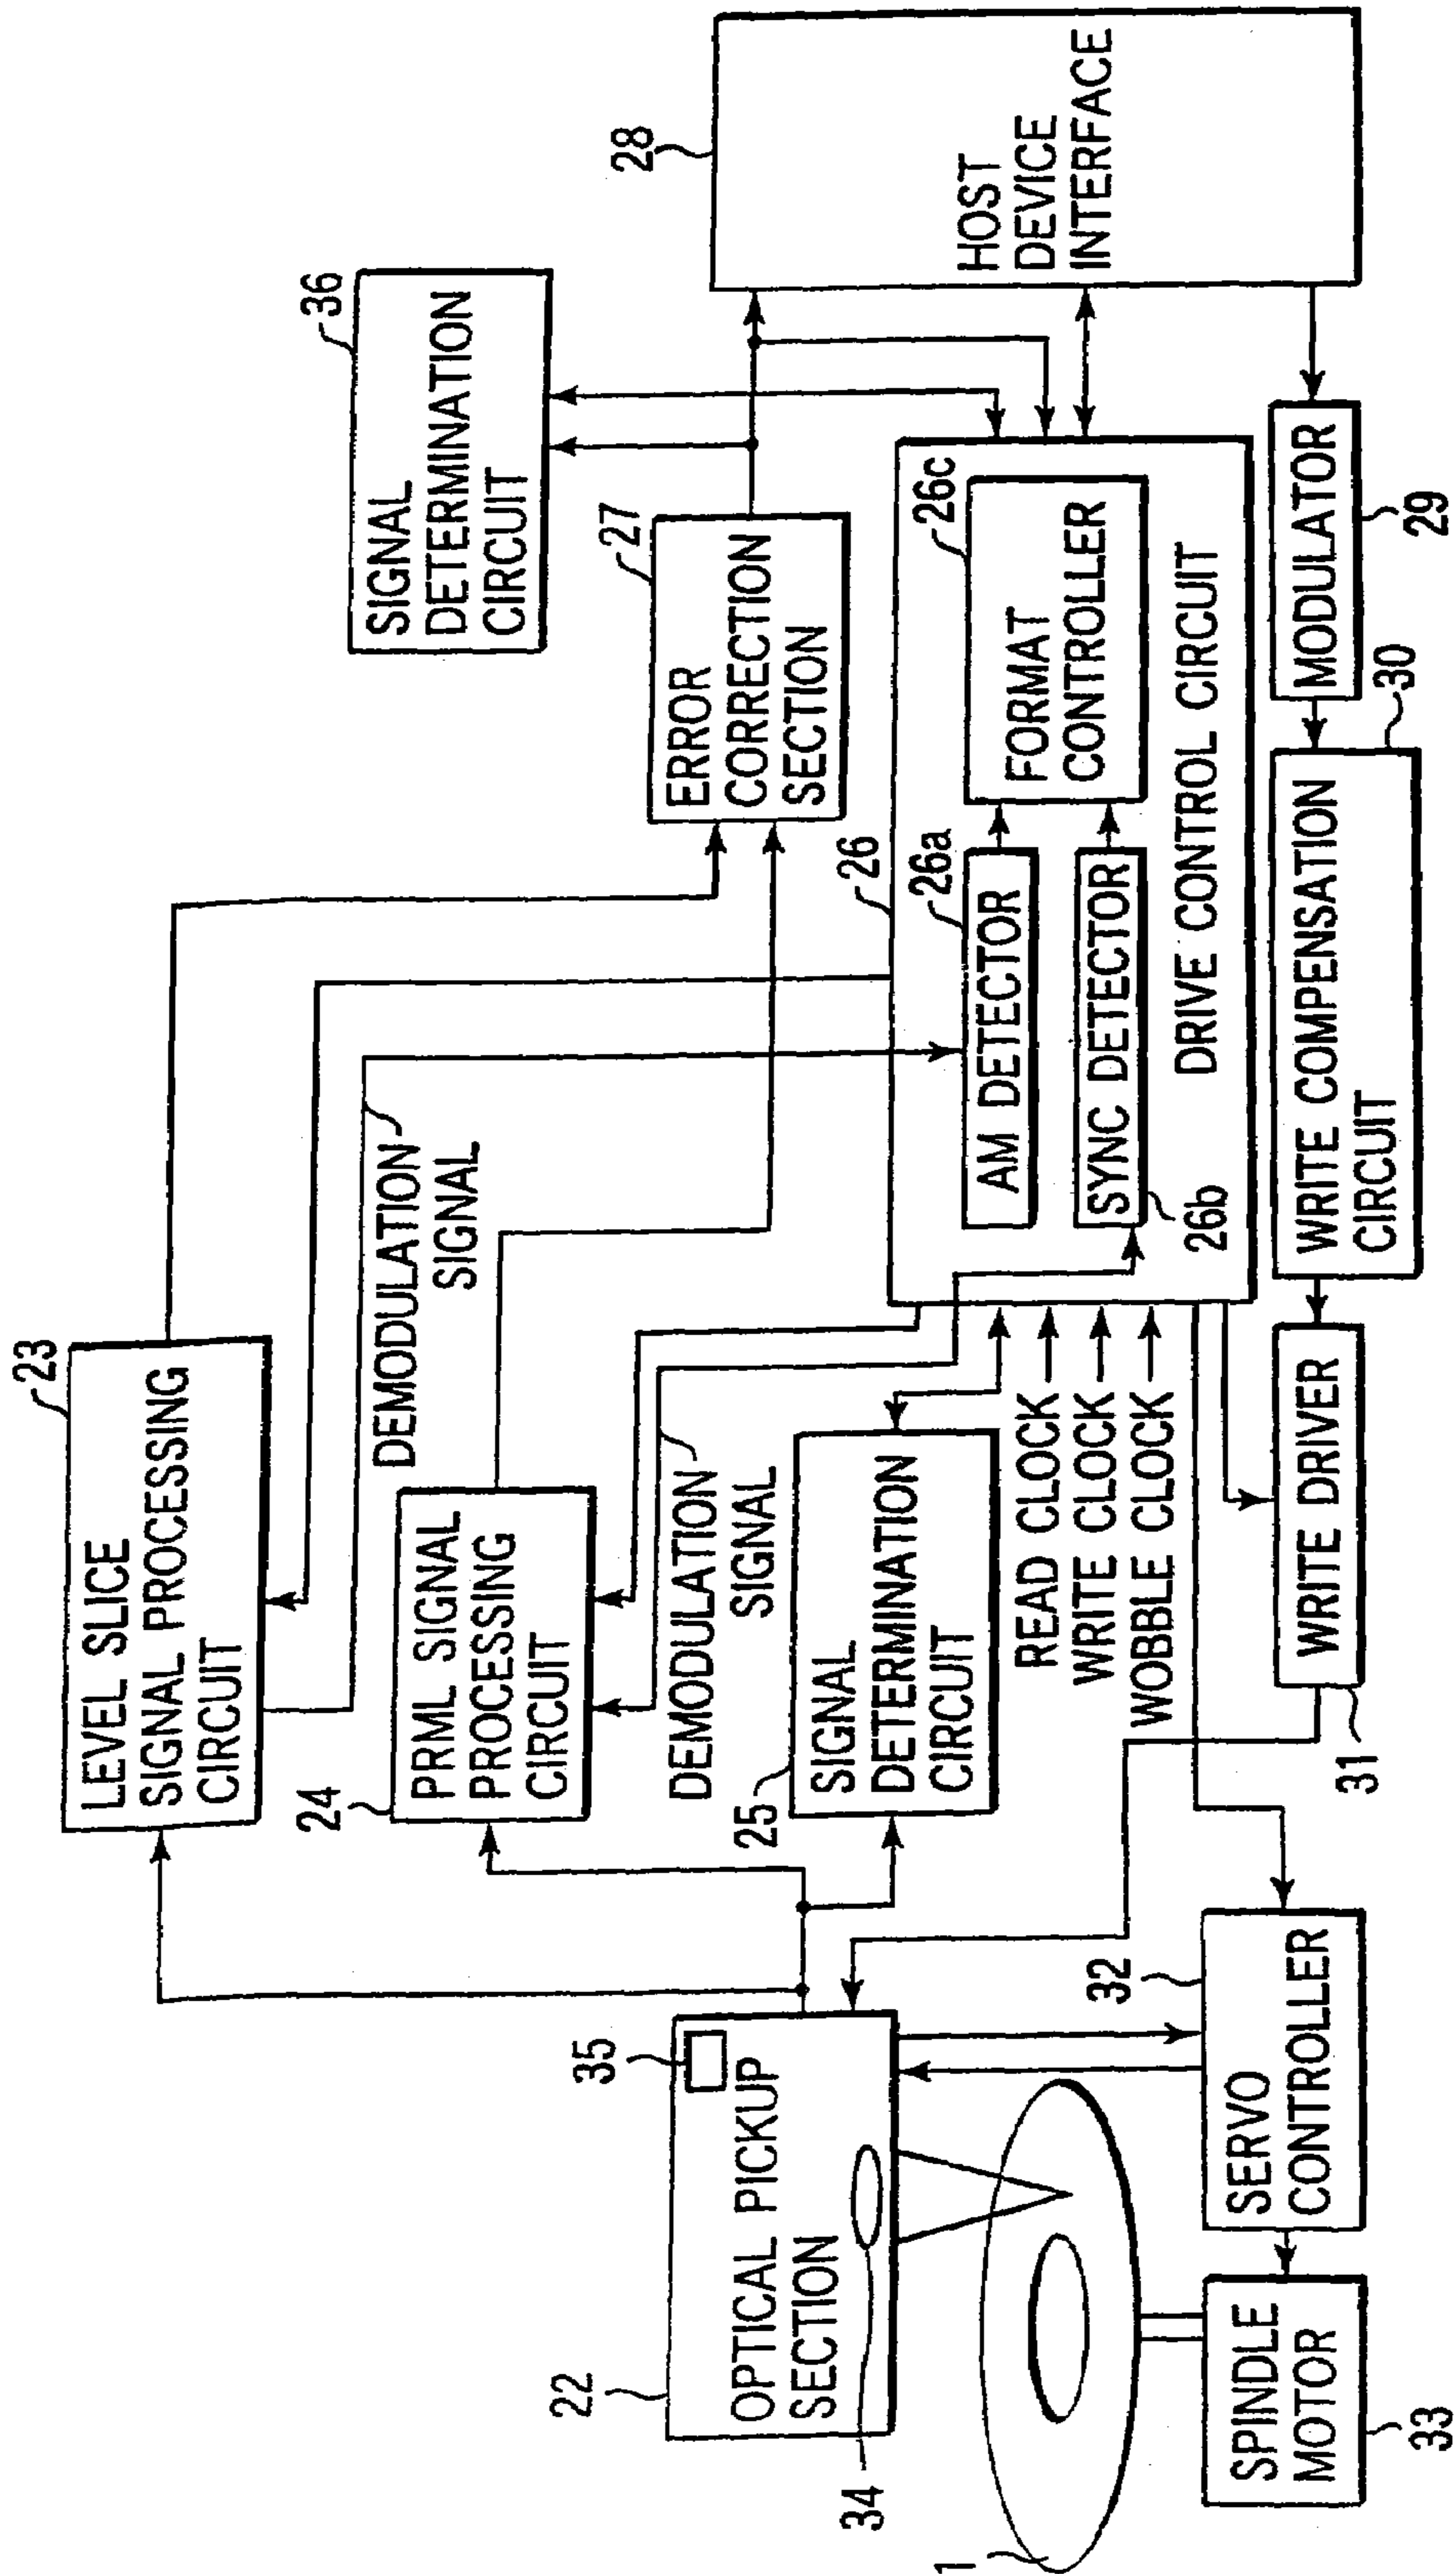 23
LEVEL SLICE
SIGNAL PROCESSING
CIRCUIT
DEMODULATION
SIGNAL
24
PRML SIGNAL
PROCESSING
CIRCUIT
DEMODULATION
SIGNAL
36
SIGNAL
DETERMINATION
CIRCUIT
27
ERROR
CORRECTION
SECTION
28
HOST
DEVICE
INTERFACE
22
OPTICAL PICKUP
SECTION
35
34
1
25
SIGNAL
DETERMINATION
CIRCUIT
READ CLOCK
WRITE CLOCK
WOBBLE CLOCK
26
26a
AM DETECTOR
SYNC DETECTOR
26b
26c
FORMAT
CONTROLLER
DRIVE CONTROL CIRCUIT
32
SERVO
CONTROLLER
SPINDLE
MOTOR
33
WRITE DRIVER
31
WRITE COMPENSATION
CIRCUIT
30
MODULATOR
29